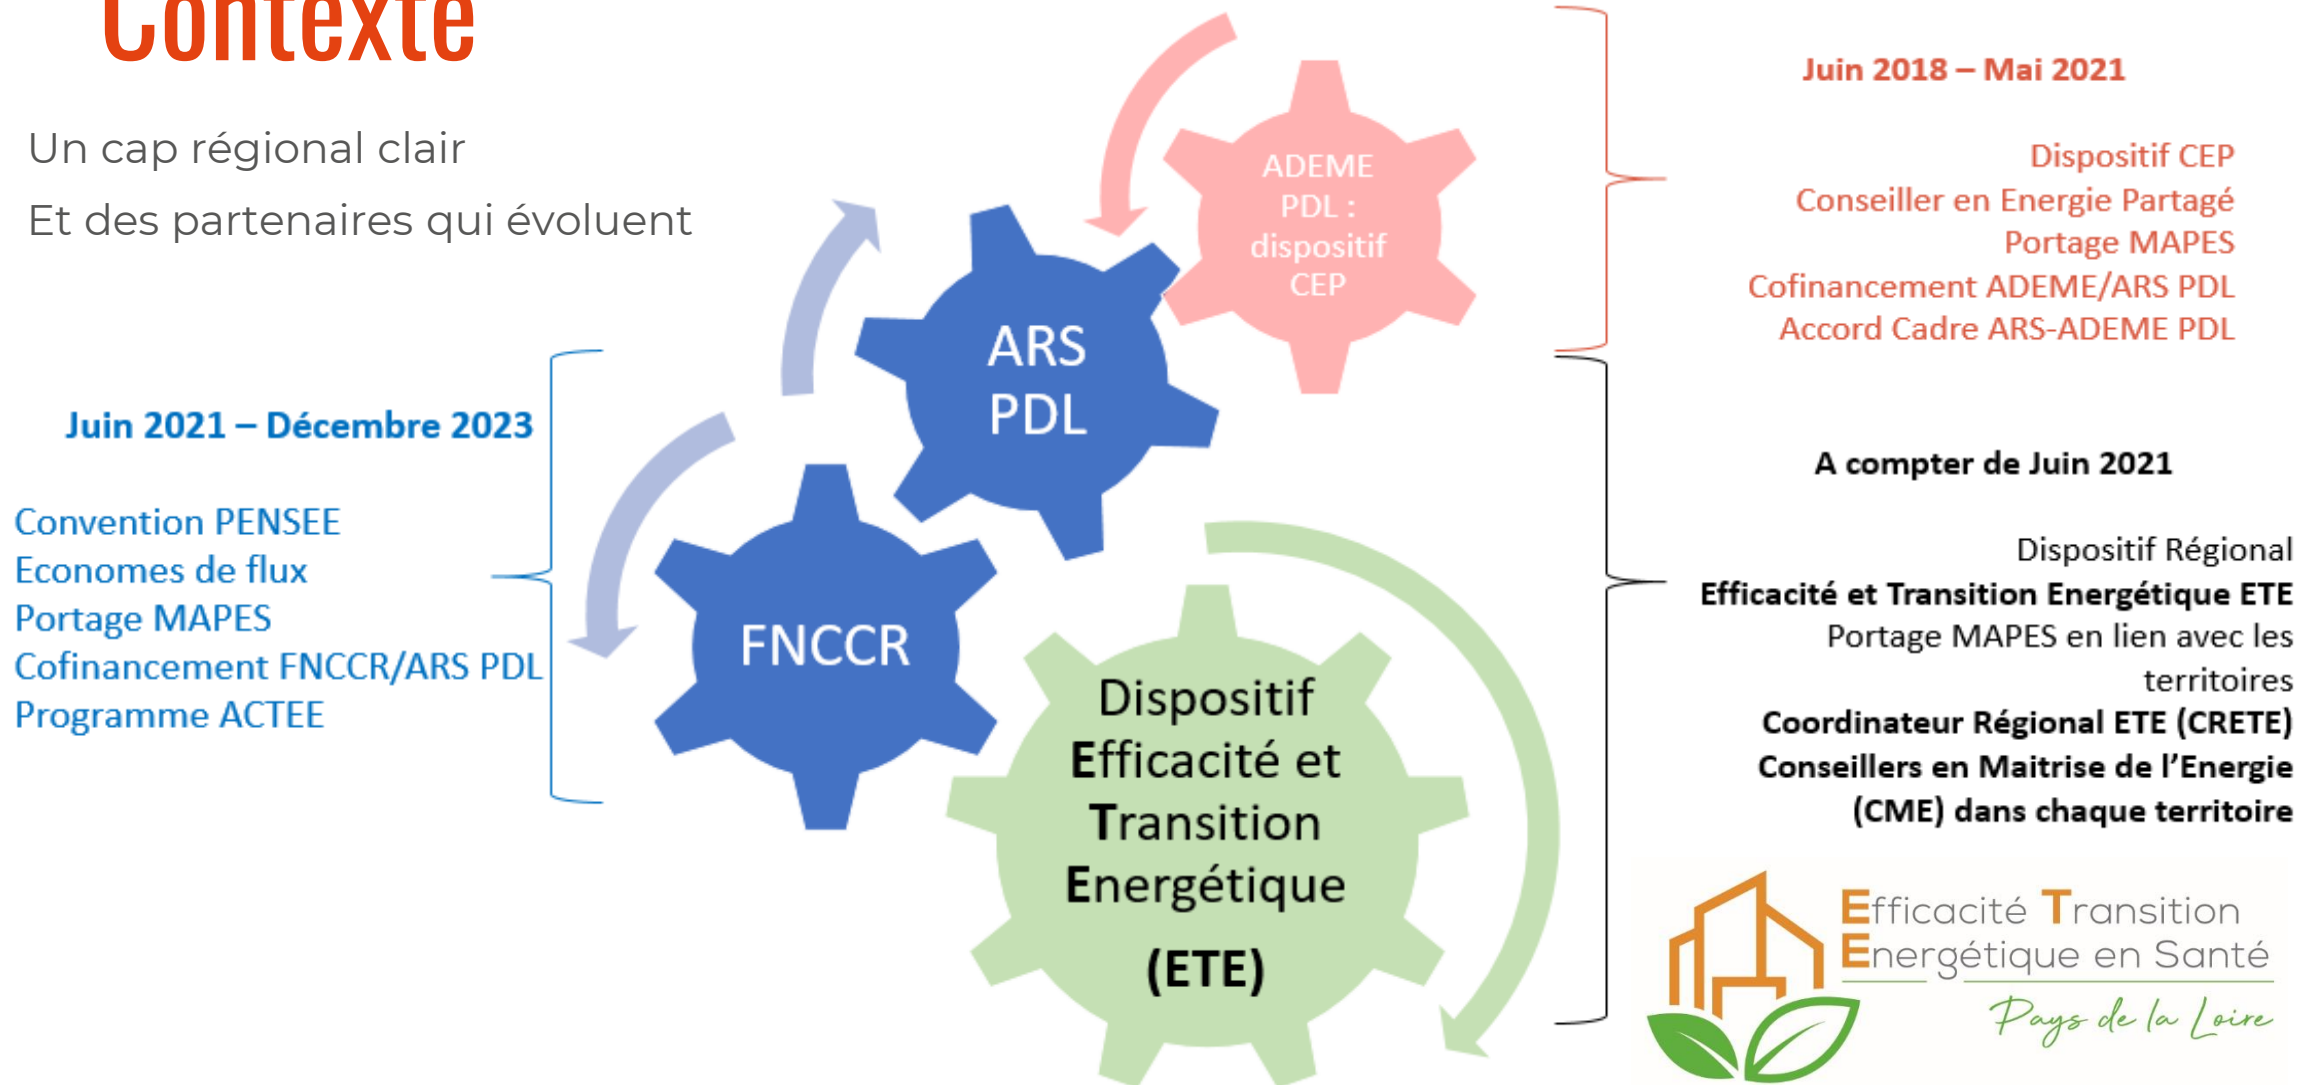 Contexte
Un cap régional clair
Et des partenaires qui évoluent
Juin 2021 – Décembre 2023
Convention PENSEE
Economes de flux
Portage MAPES
Cofinancement FNCCR/ARS PDL
Programme ACTEE
ADEME
PDL :
dispositif
CEP
ARS
PDL
FNCCR
Dispositif
Efficacité et
Transition
Energétique
(ETE)
Juin 2018 – Mai 2021
Dispositif CEP
Conseiller en Energie Partagé
Portage MAPES
Cofinancement ADEME/ARS PDL
Accord Cadre ARS-ADEME PDL
A compter de Juin 2021
Dispositif Régional
Efficacité et Transition Energétique ETE
Portage MAPES en lien avec les
territoires
Coordinateur Régional ETE (CRETE)
Conseillers en Maitrise de l’Energie
(CME) dans chaque territoire
Efficacité Transition
Energétique en Santé
Pays de la Loire